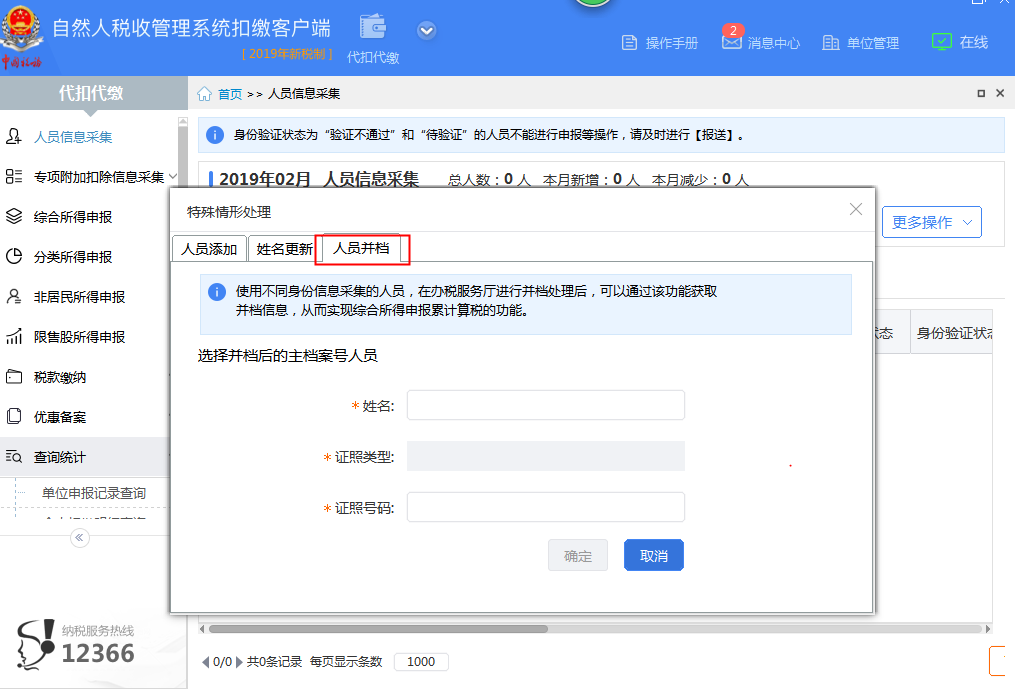 自然人税收管理系统扣缴客户端
[ 2019年新税制 ]
代扣代缴
操作手册
2
消息中心
单位管理
在线
中国税务
代扣代缴
首页 >> 人员信息采集
人员信息采集
专项附加扣除信息采集
综合所得申报
分类所得申报
非居民所得申报
限售股所得申报
税款缴纳
优惠备案
查询统计
单位申报记录查询
纳税服务热线
12366
身份验证状态为“验证不通过”和“待验证”的人员不能进行申报等操作，请及时进行【报送】。
2019年02月 人员信息采集 总人数：0 人 本月新增：0 人 本月减少：0 人
更多操作
状态 身份验证状态
特殊情形处理
人员添加 姓名更新 人员并档
使用不同身份信息采集的人员，在办税服务厅进行并档处理后，可以通过该功能获取
并档信息，从而实现综合所得申报累计算税的功能。
选择并档后的主档案号人员
*姓名:
*证照类型:
*证照号码:
确定 取消
0/0 共0条记录 每页显示条数 1000